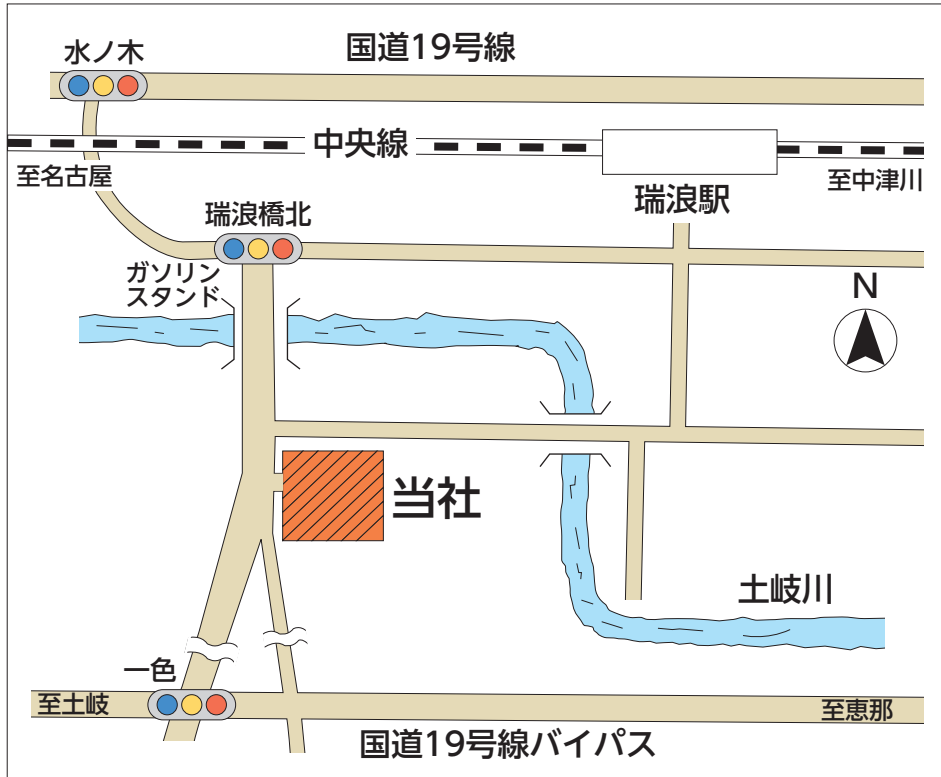 水ノ木
国道19号線
中央線
至名古屋
至中津川
瑞浪駅
瑞浪橋北
ガソリン
スタンド
N
当社
土岐川
一色
至土岐
至恵那
国道19号線バイパス